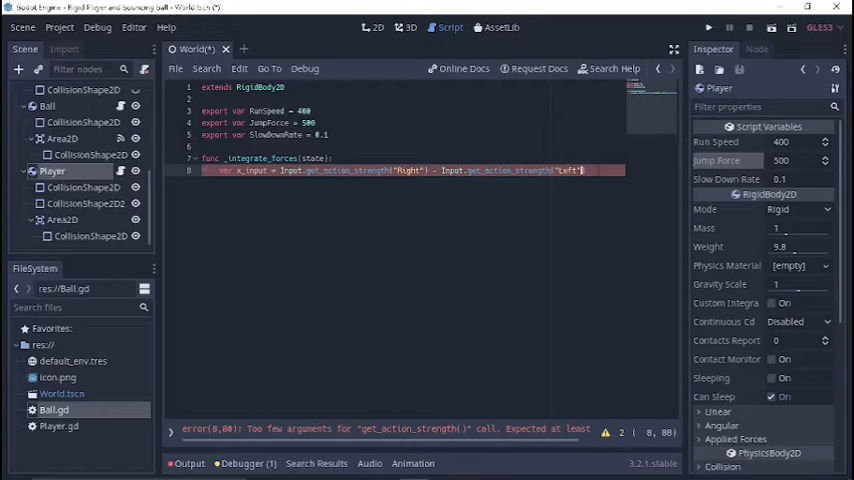 Godot Engine - Rigid Player and bouncing ball - World.tscn (*)
Scene Project Debug Editor Help
2D 3D Script AssetLib
GLES3
Scene Import
Filter nodes
CollisionShape2D
Ball
CollisionShape2D
Area2D
CollisionShape2D
Player
CollisionShape2D
CollisionShape2D2
Area2D
CollisionShape2D
FileSystem
res://Ball.gd
Search files
Favorites:
res://
default_env.tres
icon.png
World.tscn
Ball.gd
Player.gd
World(*)
File Search Edit Go To Debug
Online Docs Request Docs Search Help
1 extends RigidBody2D
2
3 export var RunSpeed = 400
4 export var JumpForce = 500
5 export var SlowDownRate = 0.1
6
7 func _integrate_forces(state):
8 var x_input = Input.get_action_strength("Right") - Input.get_action_strength("Left")
error(8,80): Too few arguments for "get_action_strength()" call. Expected at least
2 ( 8, 80)
Output Debugger (1) Search Results Audio Animation
3.2.1.stable
Inspector Node
Player
Filter properties
Script Variables
Run Speed 400
Jump Force 500
Slow Down Rate 0.1
RigidBody2D
Mode Rigid
Mass 1
Weight 9.8
Physics Material [empty]
Gravity Scale 1
Custom Integra On
Continuous Cd Disabled
Contacts Report 0
Contact Monitor On
Sleeping On
Can Sleep On
Linear
Angular
Applied Forces
PhysicsBody2D
Collision